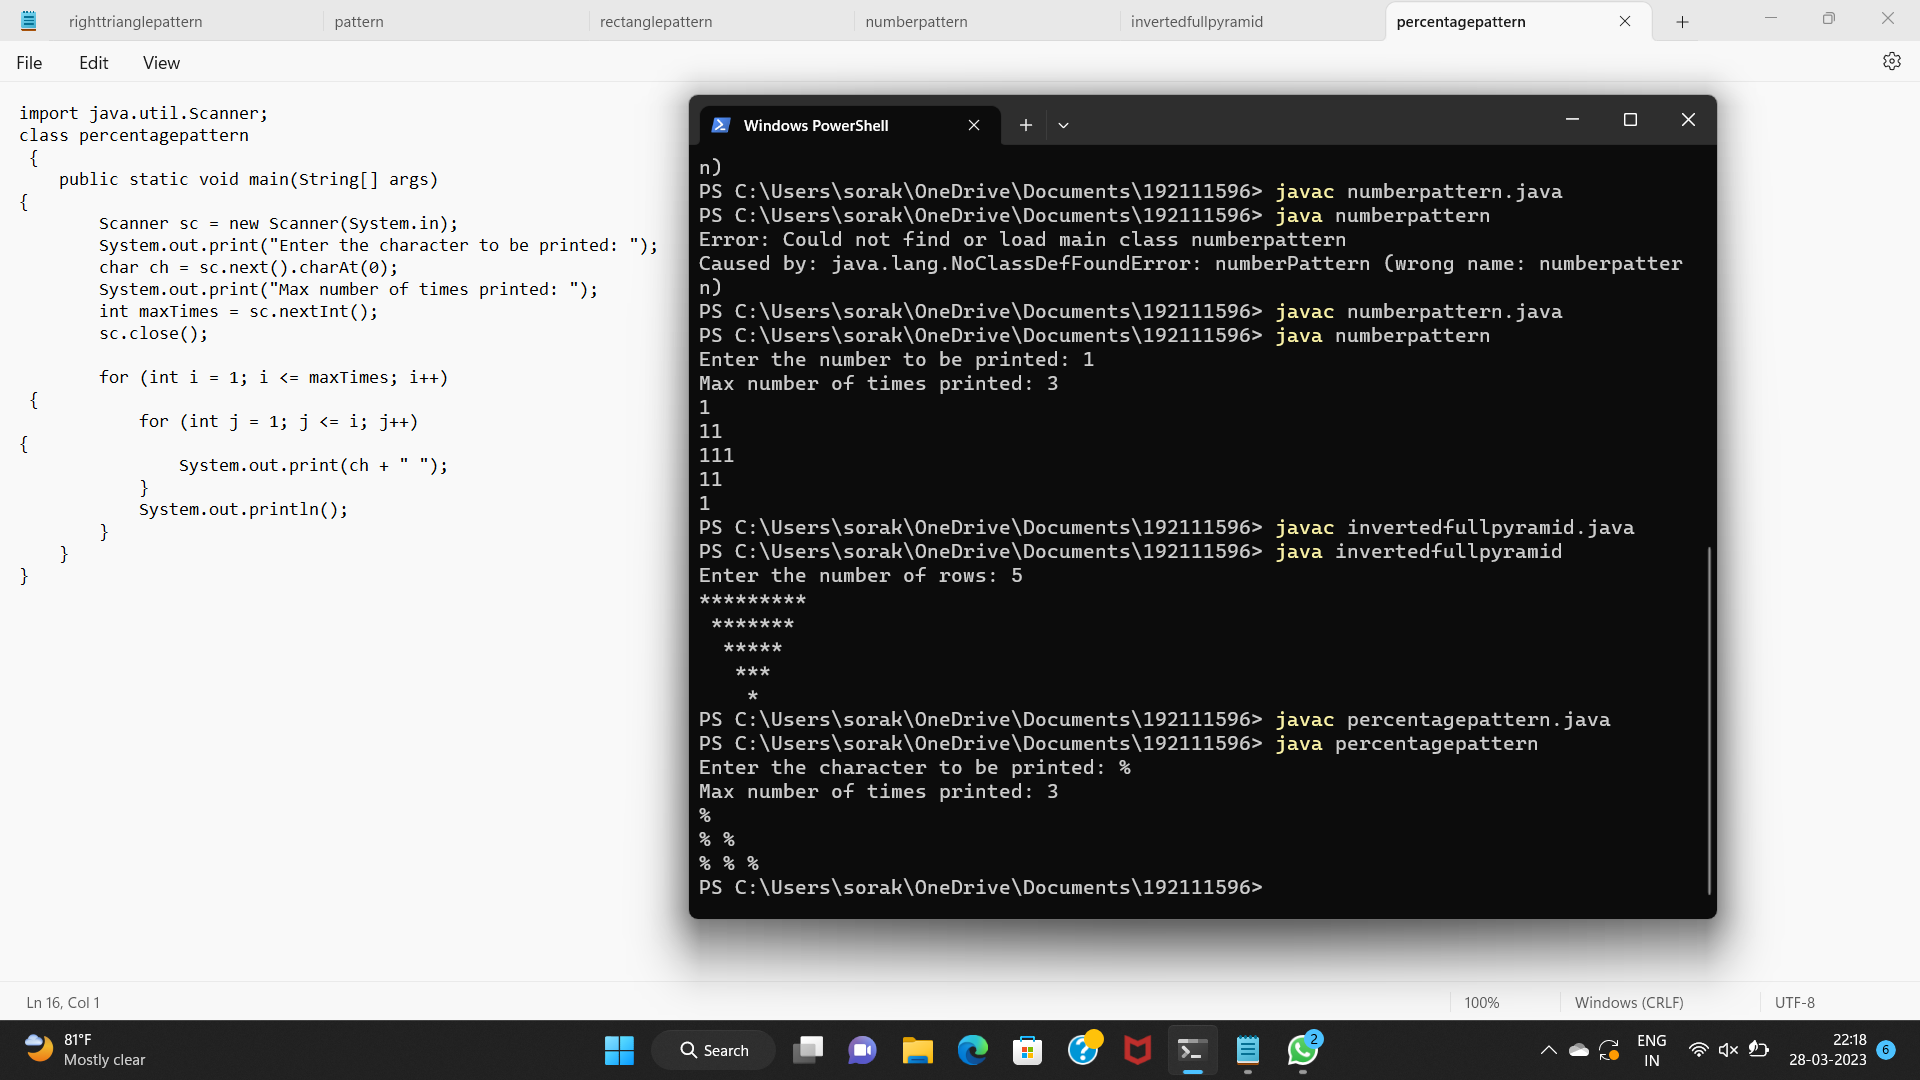 righttrianglepattern
pattern
rectanglepattern
numberpattern
invertedfullpyramid
percentagepattern
File
Edit
View
import java.util.Scanner;
class percentagepattern
 {
    public static void main(String[] args)
{
        Scanner sc = new Scanner(System.in);
        System.out.print("Enter the character to be printed: ");
        char ch = sc.next().charAt(0);
        System.out.print("Max number of times printed: ");
        int maxTimes = sc.nextInt();
        sc.close();
        for (int i = 1; i <= maxTimes; i++)
 {
            for (int j = 1; j <= i; j++)
{
                System.out.print(ch + " ");
            }
            System.out.println();
        }
    }
}
Windows PowerShell
n)
PS C:\Users\sorak\OneDrive\Documents\192111596> javac numberpattern.java
PS C:\Users\sorak\OneDrive\Documents\192111596> java numberpattern
Error: Could not find or load main class numberpattern
Caused by: java.lang.NoClassDefFoundError: numberPattern (wrong name: numberpatter
n)
PS C:\Users\sorak\OneDrive\Documents\192111596> javac numberpattern.java
PS C:\Users\sorak\OneDrive\Documents\192111596> java numberpattern
Enter the number to be printed: 1
Max number of times printed: 3
1
11
111
11
1
PS C:\Users\sorak\OneDrive\Documents\192111596> javac invertedfullpyramid.java
PS C:\Users\sorak\OneDrive\Documents\192111596> java invertedfullpyramid
Enter the number of rows: 5
*********
 *******
  *****
   ***
    *
PS C:\Users\sorak\OneDrive\Documents\192111596> javac percentagepattern.java
PS C:\Users\sorak\OneDrive\Documents\192111596> java percentagepattern
Enter the character to be printed: %
Max number of times printed: 3
%
% %
% % %
PS C:\Users\sorak\OneDrive\Documents\192111596>
Ln 16, Col 1
100%
Windows (CRLF)
UTF-8
81°F
Mostly clear
Search
2
ENG
IN
22:18
28-03-2023
6